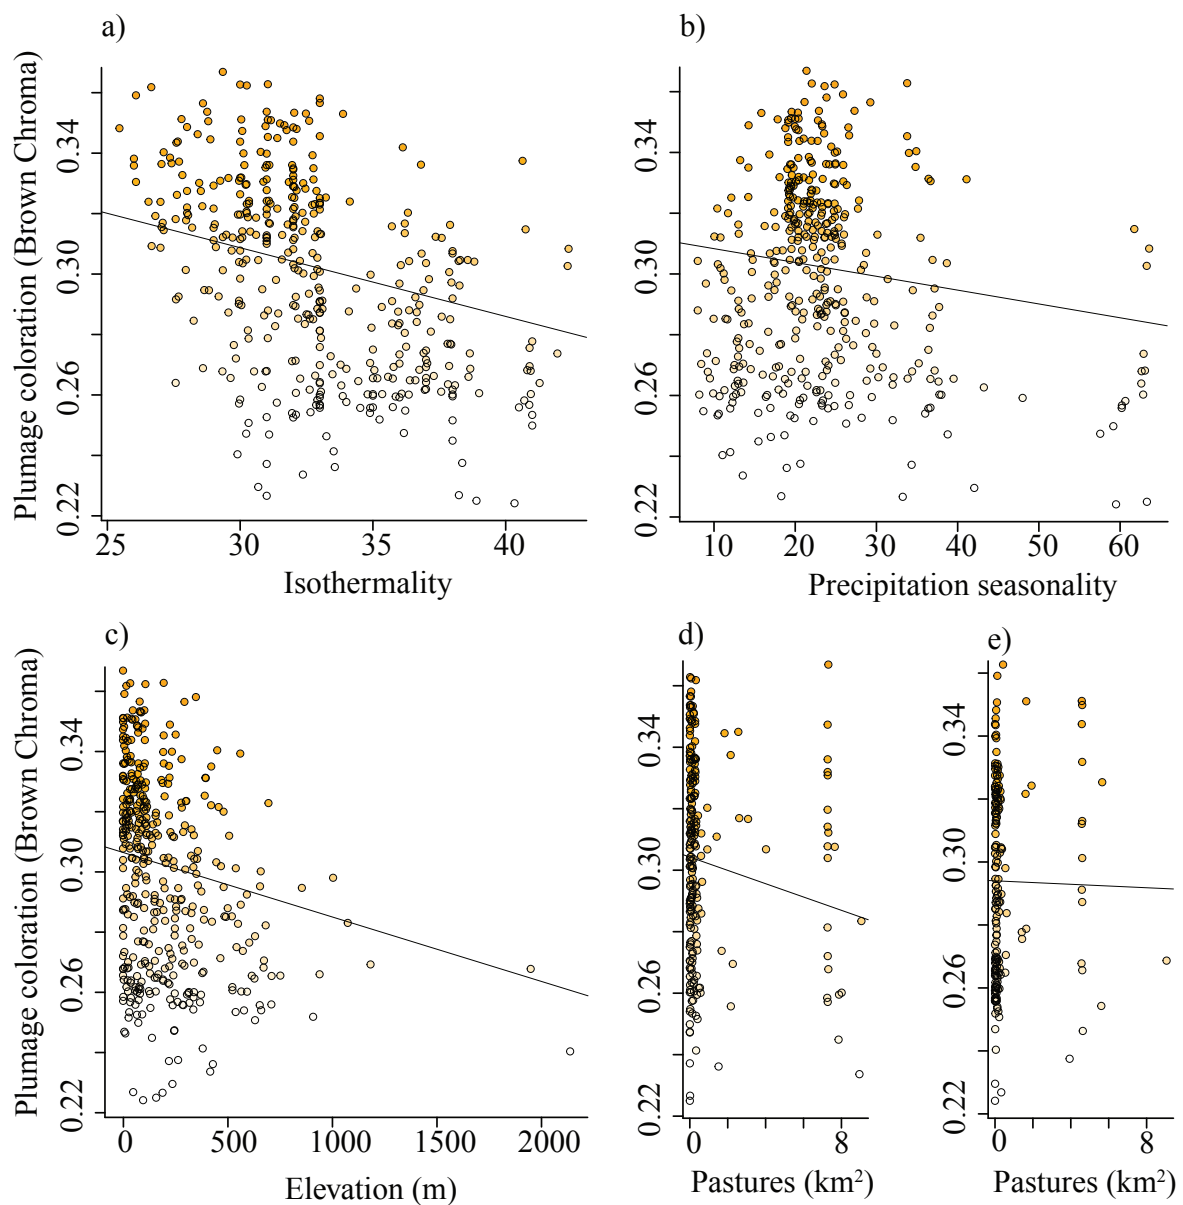 a)
b)
Plumage coloration (Brown Chroma)
0.34
0.30
0.26
0.22
25 30 35 40
Isothermality
0.34
0.30
0.26
0.22
10 20 30 40 50 60
Precipitation seasonality
c)
d)
e)
Plumage coloration (Brown Chroma)
0.34
0.30
0.26
0.22
0 500 1000 1500 2000
Elevation (m)
0.34
0.30
0.26
0.22
0 8
Pastures (km²)
0.34
0.30
0.26
0.22
0 8
Pastures (km²)